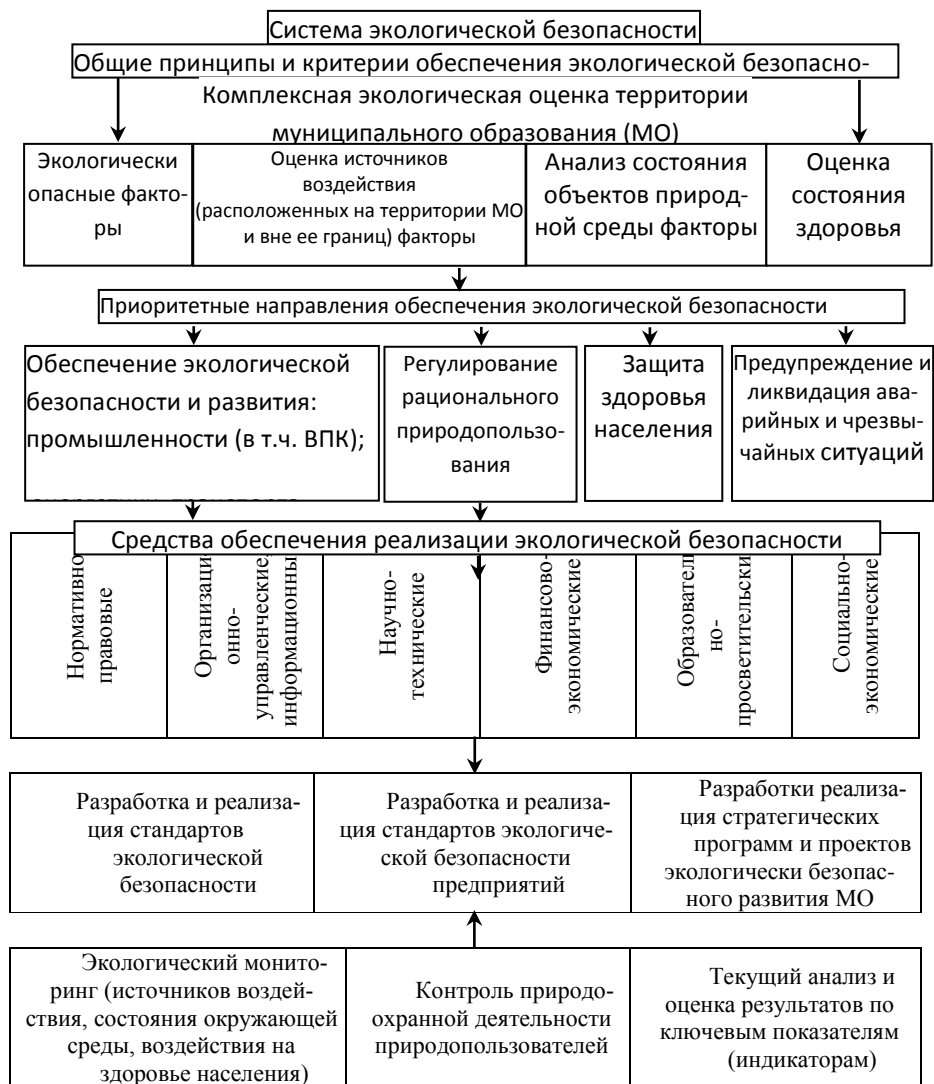 Система экологической безопасности
Общие принципы и критерии обеспечения экологической безопасно-
Комплексная экологическая оценка территории
муниципального образования (МО)
Экологически
опасные факто-
ры
Оценка источников
воздействия
(расположенных на территории МО
и вне ее границ) факторы
Анализ состояния
объектов природ-
ной среды факторы
Оценка
состояния
здоровья
Приоритетные направления обеспечения экологической безопасности
Обеспечение экологической
безопасности и развития:
промышленности (в т.ч. ВПК);
Регулирование
рационального
природопользо-
вания
Защита
здоровья
населения
Предупреждение и
ликвидация ава-
рийных и чрезвы-
чайных ситуаций
Средства обеспечения реализации экологической безопасности
Нормативно
правовые
Организаци
онно-
управленческие,
информационны
Научно-
технические
Финансово-
экономические
Образовател
но-
просветительски
Социально-
экономические
Разработка и реализа-
ция стандартов
экологической
безопасности
Разработка и реализа-
ция стандартов экологиче-
ской безопасности
предприятий
Разработки реализа-
ция стратегических
программ и проектов
экологически безопас-
ного развития МО
Экологический монито-
ринг (источников воздей-
ствия, состояния окружающей
среды, воздействия на
здоровье населения)
Контроль природо-
охранной деятельности
природопользователей
Текущий анализ и
оценка результатов по
ключевым показателям
(индикаторам)